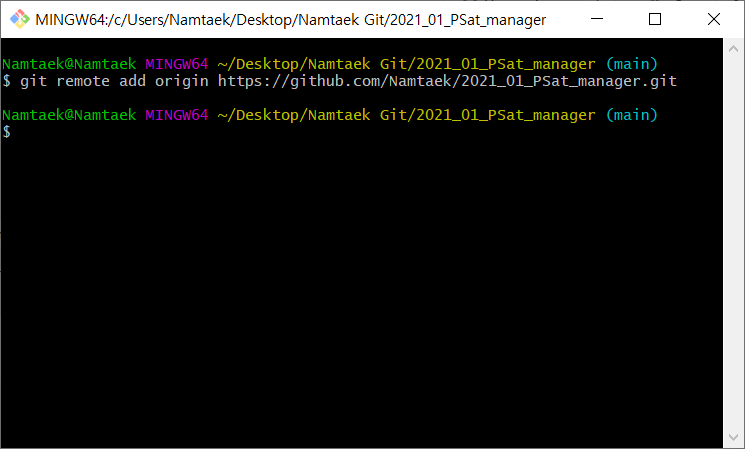 MINGW64:/c/Users/Namtaek/Desktop/Namtaek Git/2021_01_PSat_manager
Namtaek@Namtaek MINGW64 ~/Desktop/Namtaek Git/2021_01_PSat_manager (main)
$ git remote add origin https://github.com/Namtaek/2021_01_PSat_manager.git
Namtaek@Namtaek MINGW64 ~/Desktop/Namtaek Git/2021_01_PSat_manager (main)
$